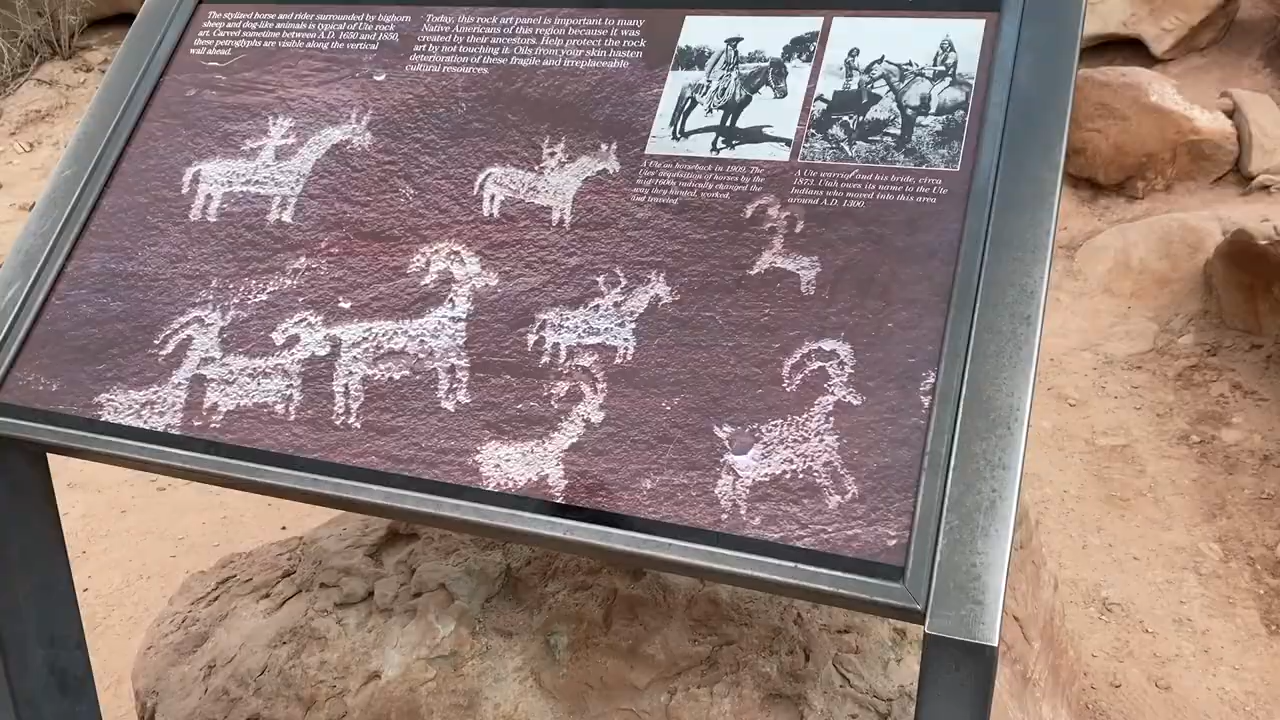 The stylized horse and rider surrounded by bighorn
sheep and dog-like animals is typical of Ute rock
art. Carved sometime between A.D. 1650 and 1850,
these petroglyphs are visible along the vertical
wall ahead.
Today, this rock art panel is important to many
Native Americans of this region because it was
created by their ancestors. Help protect the rock
art by not touching it. Oils from your skin hasten
deterioration of these fragile and irreplaceable
cultural resources.
A Ute on horseback in 1909. The
Utes' acquisition of horses by the
mid-1600s radically changed the
way they hunted, worked,
and traveled.
A Ute warrior and his bride, circa
1873. Utah owes its name to the Ute
Indians who moved into this area
around A.D. 1300.